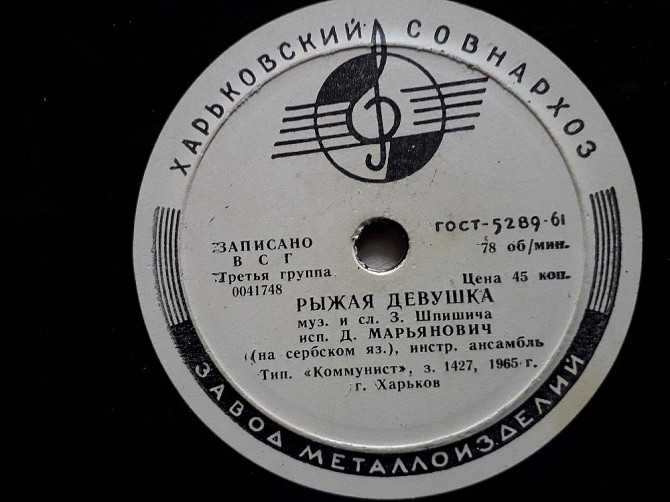 ХАРЬКОВСКИЙ СОВНАРХОЗ
ГОСТ-5289-61
ЗАПИСАНО
В С Г
78 об/мин.
Третья группа
Цена 45 коп.
0041748
РЫЖАЯ ДЕВУШКА
муз. и сл. З. Шпишича
исп. Д. МАРЬЯНОВИЧ
(на сербском яз.), инстр. ансамбль
Тип. «Коммунист», з. 1427, 1965 г.
г. Харьков
ЗАВОД МЕТАЛЛОИЗДЕЛИЙ